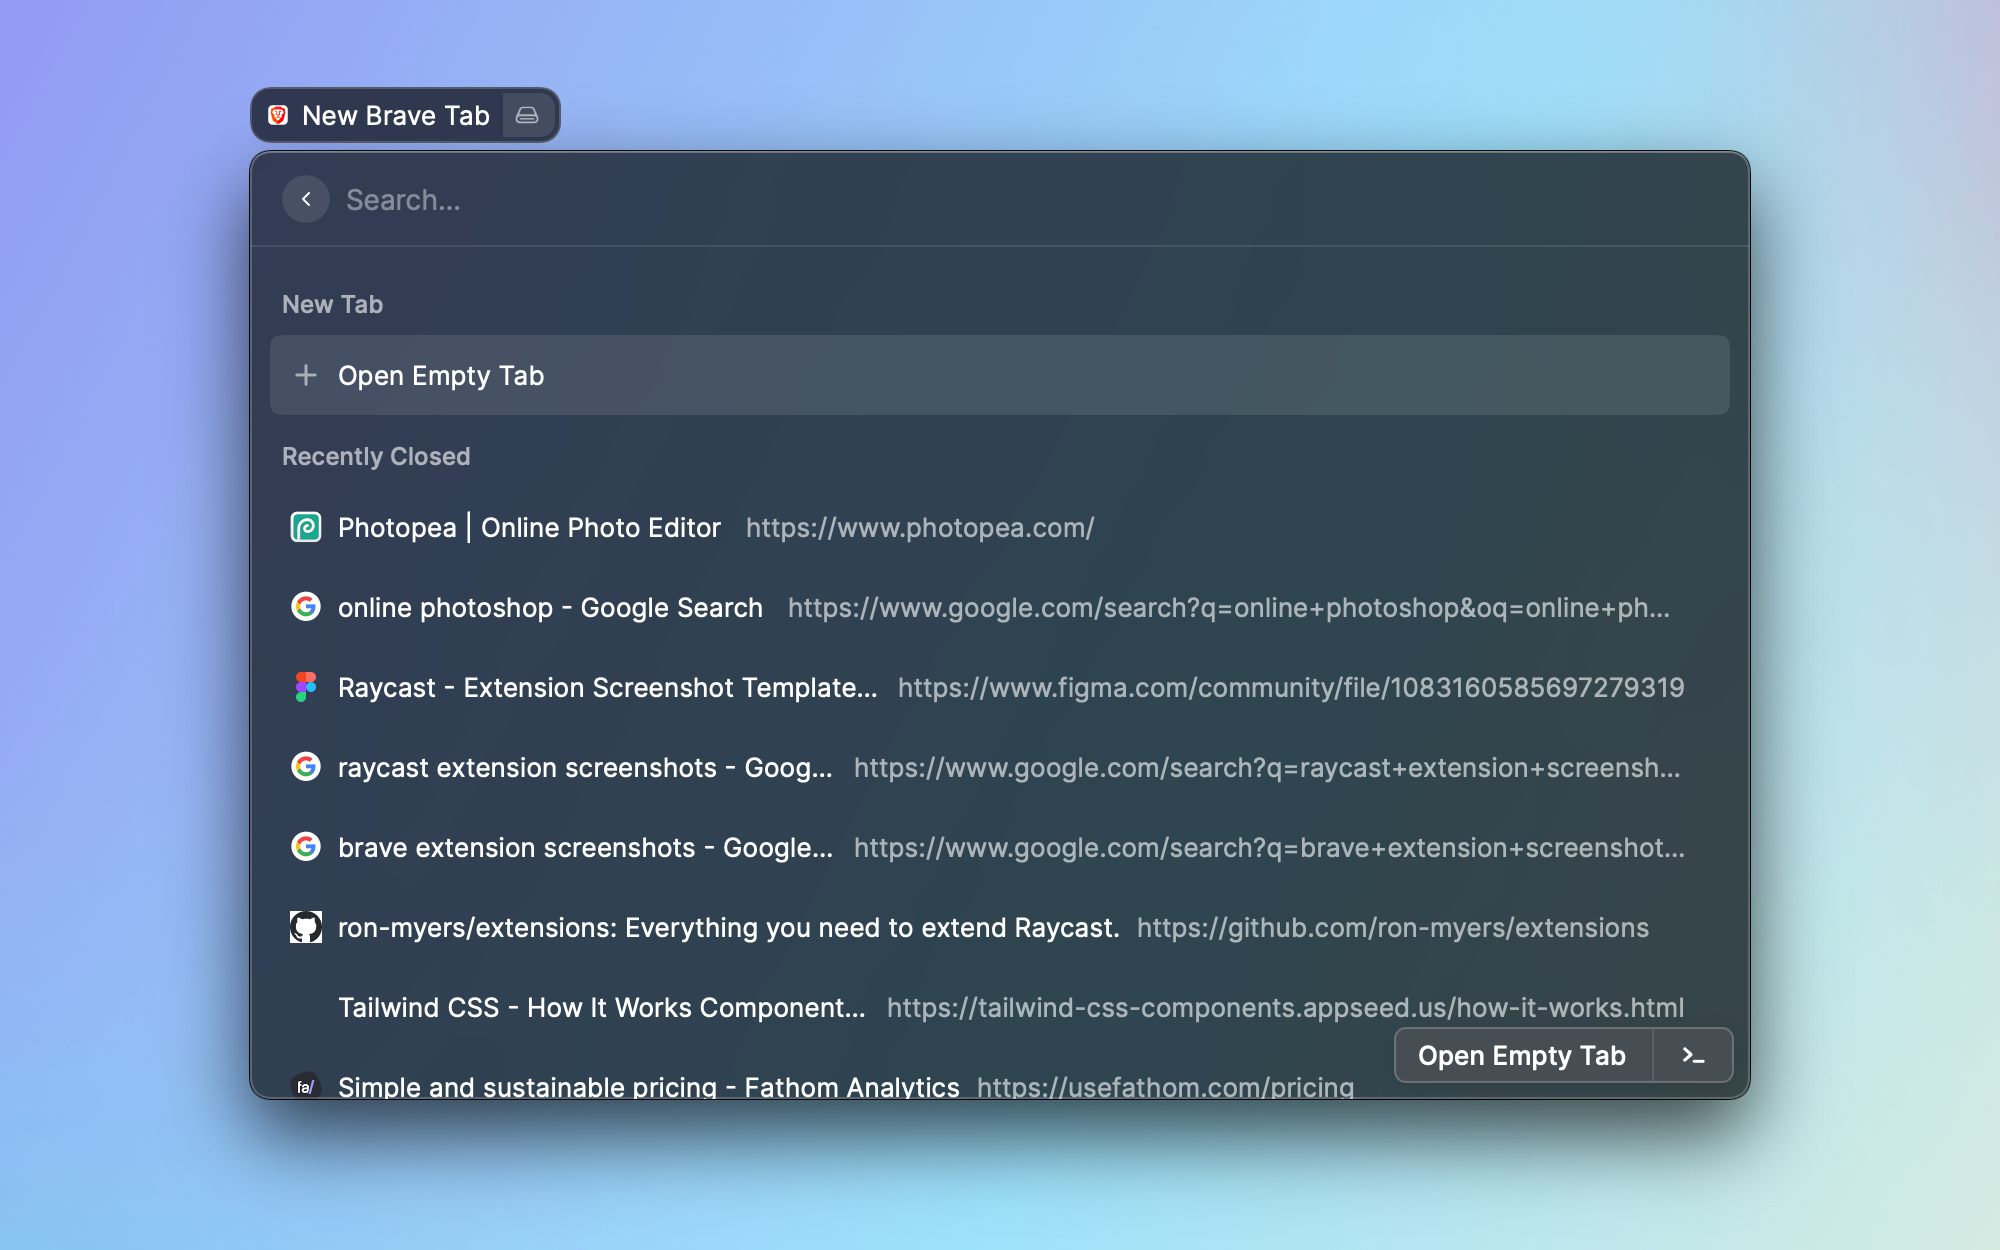 New Brave Tab
Search...
New Tab
Open Empty Tab
Recently Closed
Photopea | Online Photo Editor https://www.photopea.com/
online photoshop - Google Search https://www.google.com/search?q=online+photoshop&oq=online+ph...
Raycast - Extension Screenshot Template... https://www.figma.com/community/file/1083160585697279319
raycast extension screenshots - Goog... https://www.google.com/search?q=raycast+extension+screensh...
brave extension screenshots - Google... https://www.google.com/search?q=brave+extension+screenshot...
ron-myers/extensions: Everything you need to extend Raycast. https://github.com/ron-myers/extensions
Tailwind CSS - How It Works Component... https://tailwind-css-components.appseed.us/how-it-works.html
Open Empty Tab >_
fa/ Simple and sustainable pricing - Fathom Analytics https://usefathom.com/pricing